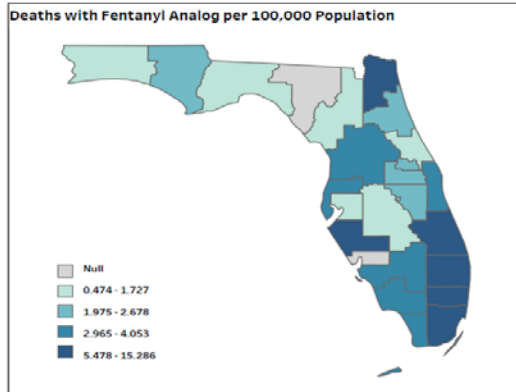 Deaths with Fentanyl Analog per 100,000 Population
Null
0.474 - 1.727
1.975 - 2.678
2.965 - 4.053
5.478 - 15.286